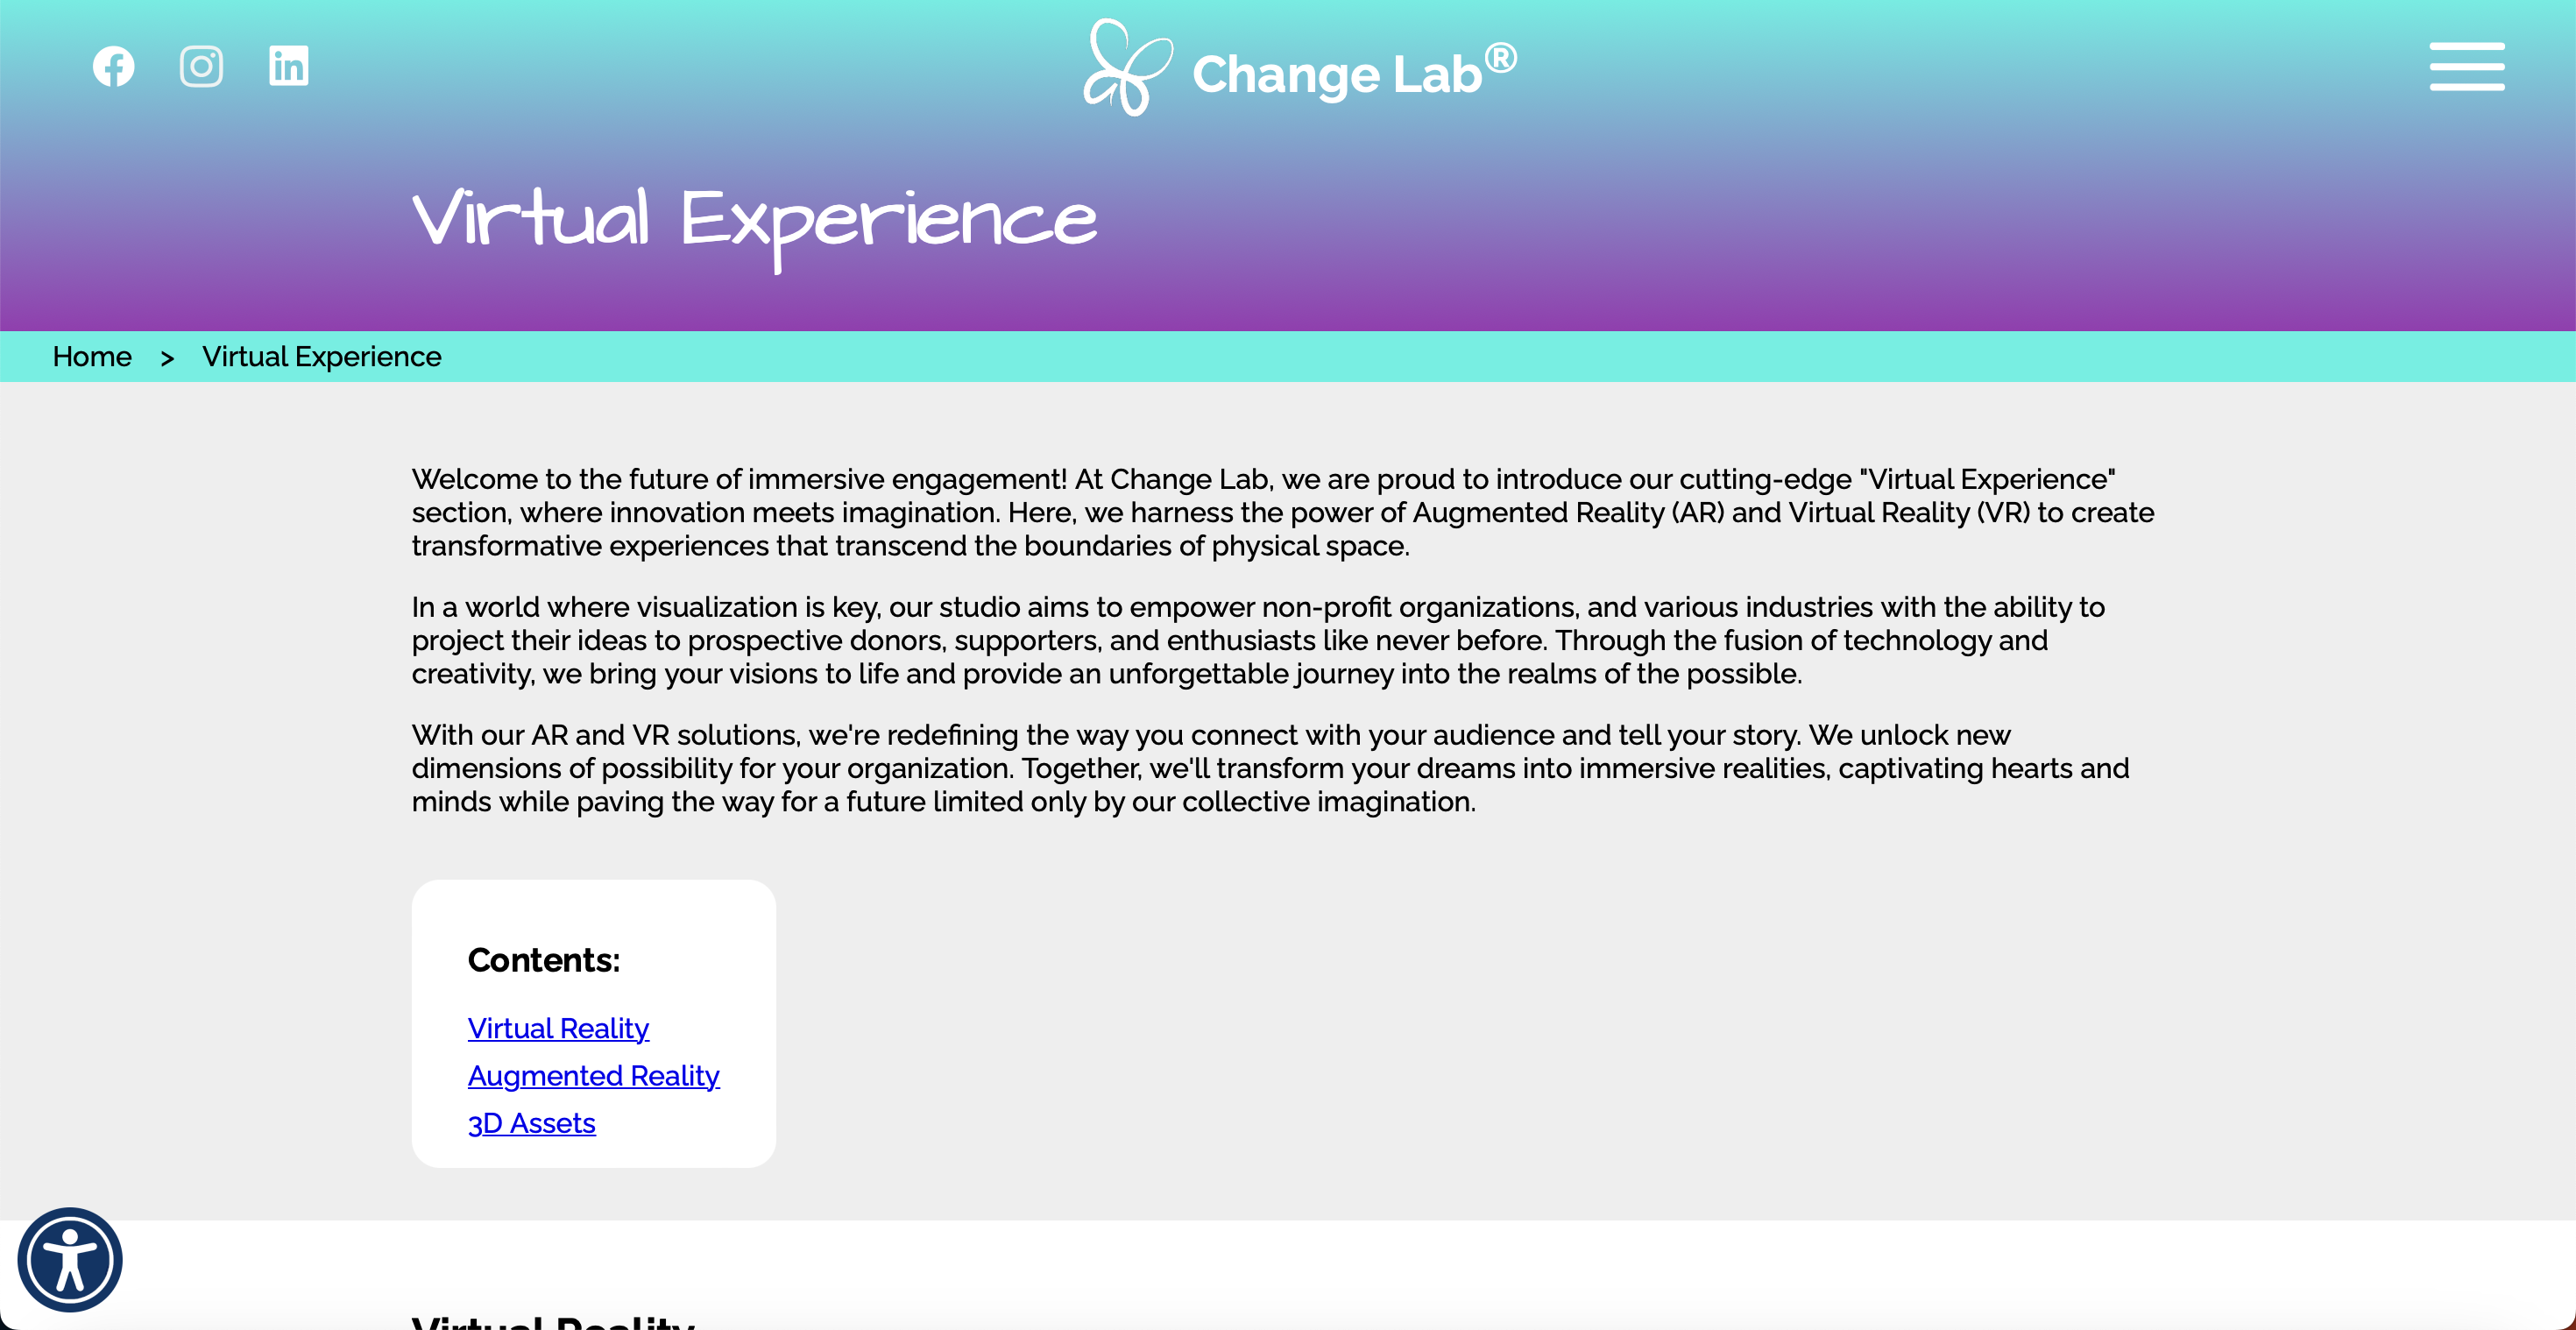 Change Lab®
Virtual Experience
Home > Virtual Experience
Welcome to the future of immersive engagement! At Change Lab, we are proud to introduce our cutting-edge "Virtual Experience"
section, where innovation meets imagination. Here, we harness the power of Augmented Reality (AR) and Virtual Reality (VR) to create
transformative experiences that transcend the boundaries of physical space.
In a world where visualization is key, our studio aims to empower non-profit organizations, and various industries with the ability to
project their ideas to prospective donors, supporters, and enthusiasts like never before. Through the fusion of technology and
creativity, we bring your visions to life and provide an unforgettable journey into the realms of the possible.
With our AR and VR solutions, we're redefining the way you connect with your audience and tell your story. We unlock new
dimensions of possibility for your organization. Together, we'll transform your dreams into immersive realities, captivating hearts and
minds while paving the way for a future limited only by our collective imagination.
Contents:
Virtual Reality
Augmented Reality
3D Assets
Virtual Reality